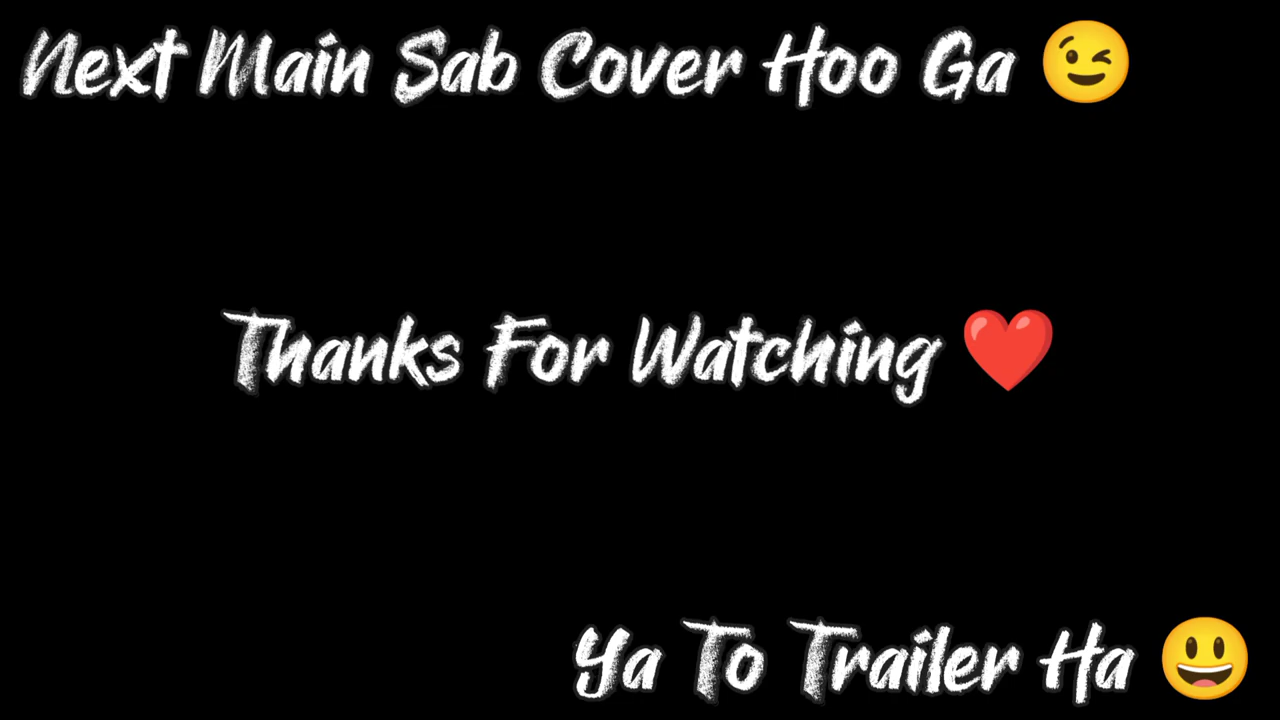 Next Main Sab Cover Hoo Ga 😉
Thanks For Watching ❤️
Ya To Trailer Ha 😃